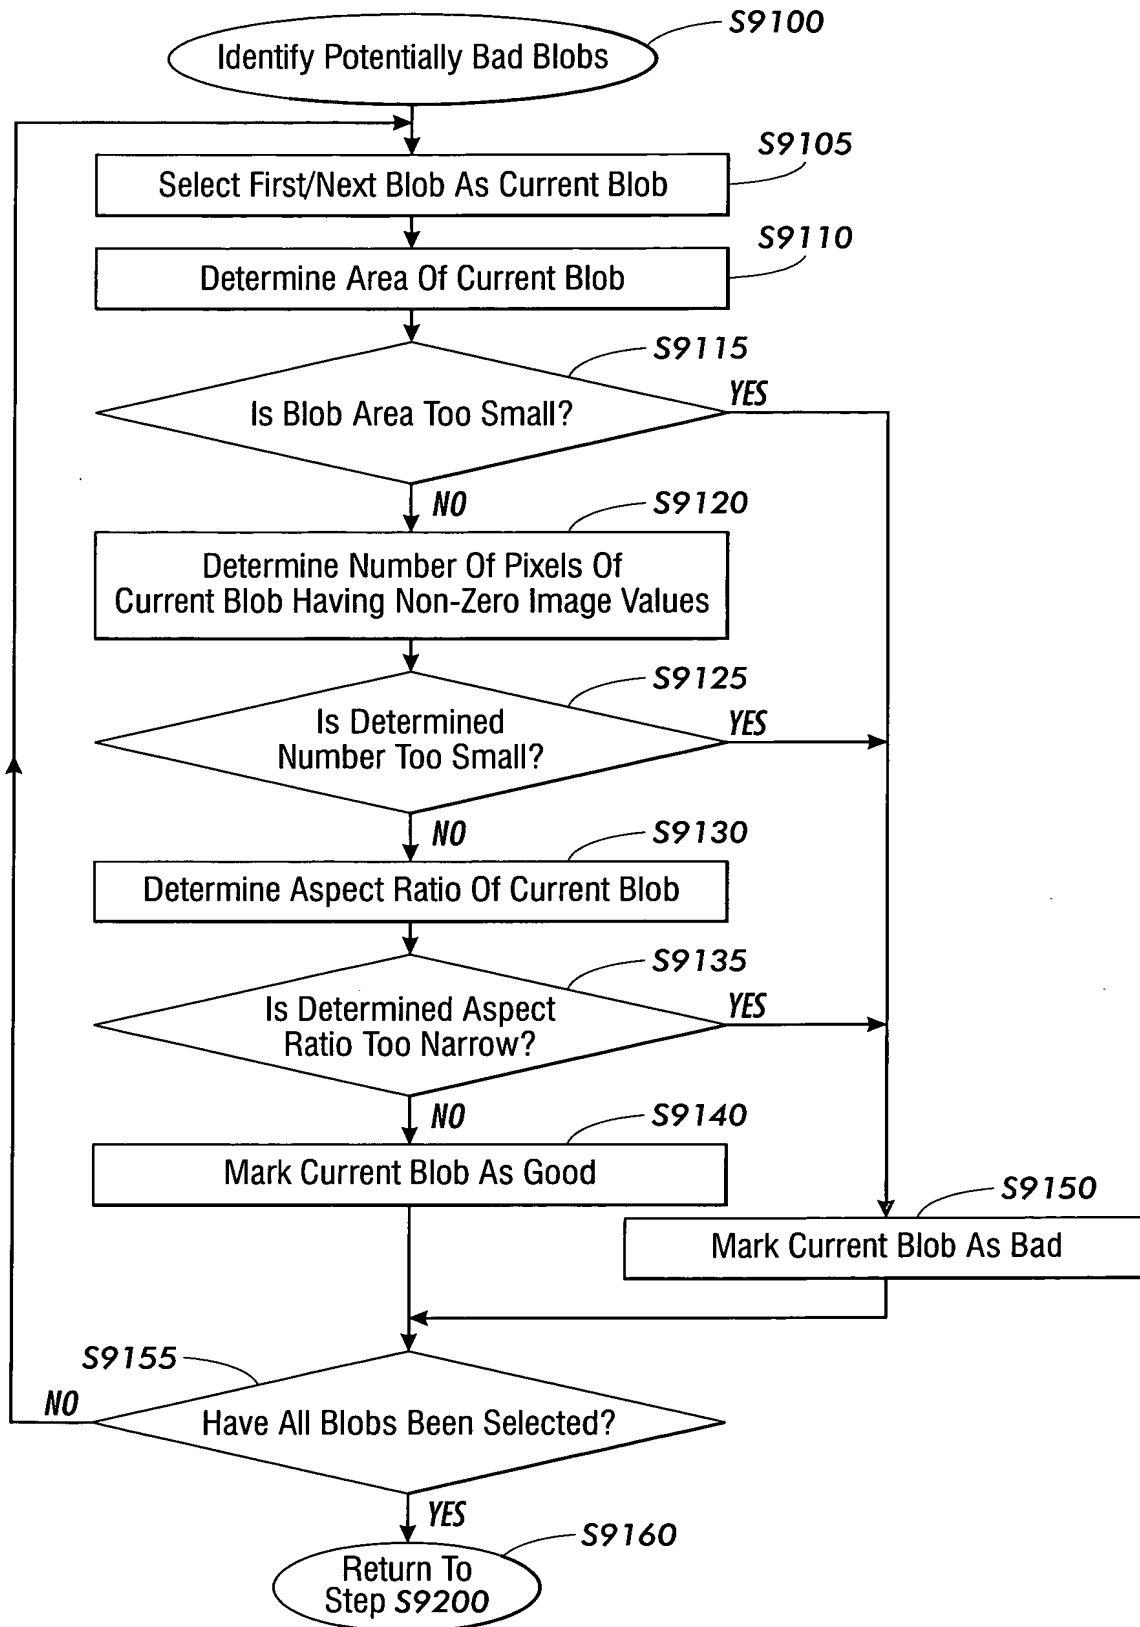 S9100
Identify Potentially Bad Blobs
S9105
Select First/Next Blob As Current Blob
S9110
Determine Area Of Current Blob
S9115
YES
Is Blob Area Too Small?
NO
S9120
Determine Number Of Pixels Of
Current Blob Having Non-Zero Image Values
S9125
YES
Is Determined
Number Too Small?
NO
S9130
Determine Aspect Ratio Of Current Blob
S9135
YES
Is Determined Aspect
Ratio Too Narrow?
NO
S9140
Mark Current Blob As Good
S9150
Mark Current Blob As Bad
S9155
NO
Have All Blobs Been Selected?
YES
S9160
Return To
Step S9200